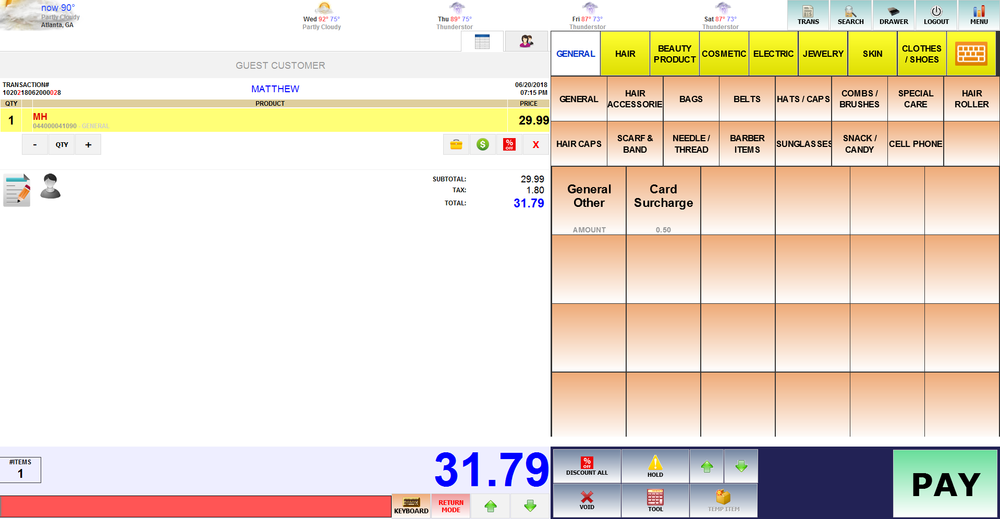 now 90°
Partly Cloudy
Atlanta, GA
Wed 92° 75°
Partly Cloudy
Thu 89° 75°
Thunderstor
Fri 87° 73°
Thunderstor
Sat 87° 73°
Thunderstor
TRANS
SEARCH
DRAWER
LOGOUT
MENU
GUEST CUSTOMER
TRANSACTION#
1020218062000028
MATTHEW
06/20/2018
07:15 PM
QTY PRODUCT PRICE
1 MH 29.99
044000041090 - GENERAL
- QTY + $ % OFF X
SUBTOTAL: 29.99
TAX: 1.80
TOTAL: 31.79
#ITEMS
1
31.79
KEYBOARD
RETURN
MODE
GENERAL
HAIR
BEAUTY
PRODUCT
COSMETIC
ELECTRIC
JEWELRY
SKIN
CLOTHES
/ SHOES
GENERAL
HAIR
ACCESSORIE
BAGS
BELTS
HATS / CAPS
COMBS /
BRUSHES
SPECIAL
CARE
HAIR
ROLLER
HAIR CAPS
SCARF &
BAND
NEEDLE /
THREAD
BARBER
ITEMS
SUNGLASSES
SNACK /
CANDY
CELL PHONE
General
Other
AMOUNT
Card
Surcharge
0.50
%
OFF
DISCOUNT ALL
HOLD
VOID
TOOL
TEMP ITEM
PAY